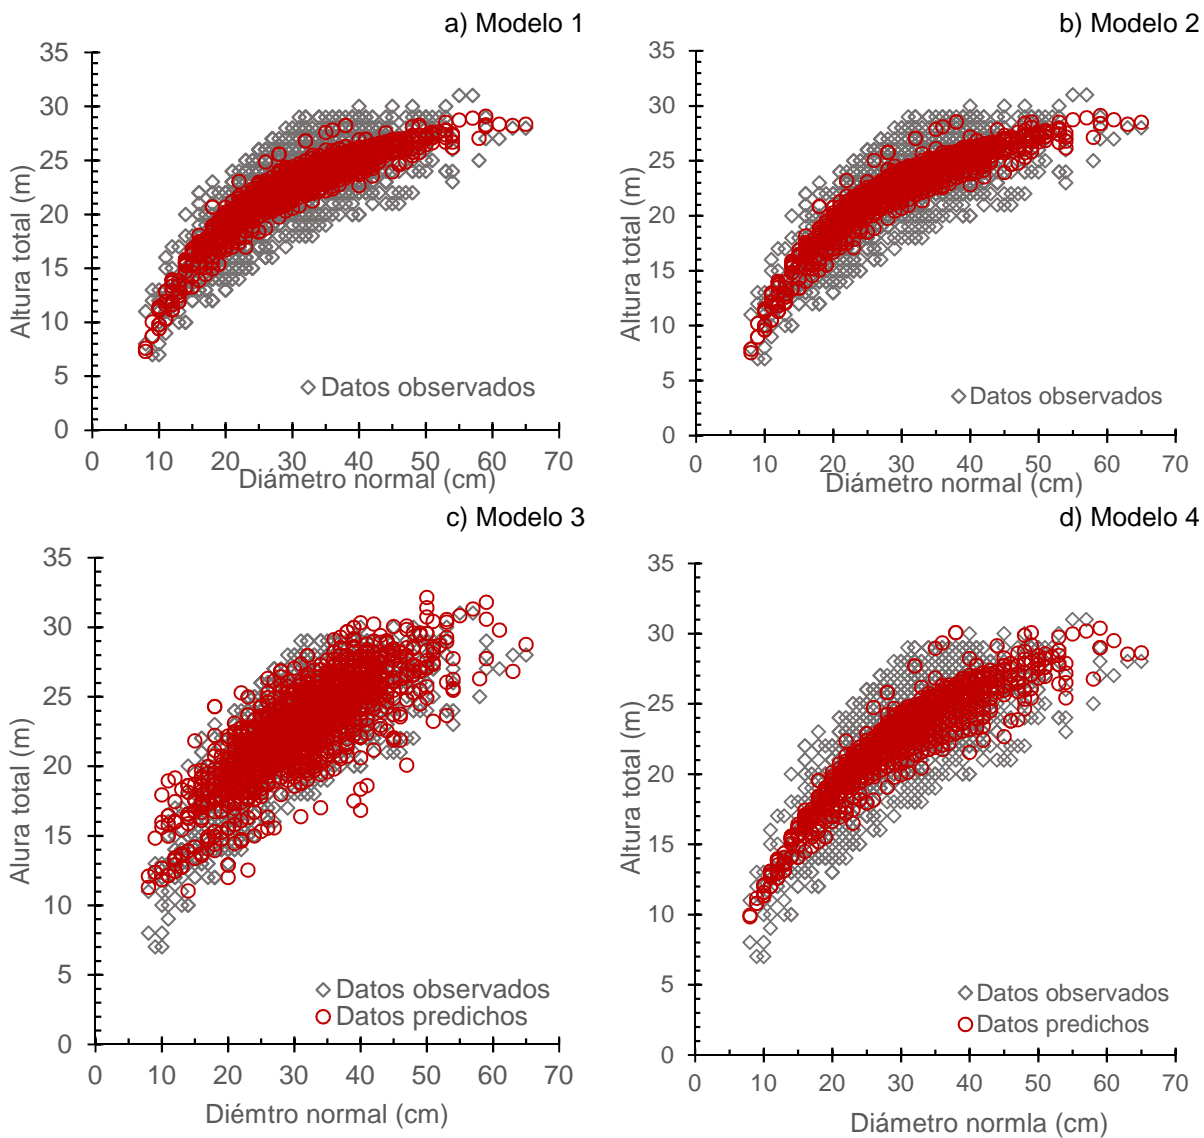 a) Modelo 1
35
30
25
20
15
10
5
0
Altura total (m)
Datos observados
0 10 20 30 40 50 60 70
Diámetro normal (cm)
b) Modelo 2
35
30
25
20
15
10
5
0
Altura total (m)
Datos observados
0 10 20 30 40 50 60 70
Diámetro normal (cm)
c) Modelo 3
35
30
25
20
15
10
5
0
Alura total (m)
Datos observados
Datos predichos
0 10 20 30 40 50 60 70
Diémtro normal (cm)
d) Modelo 4
35
30
25
20
15
10
5
0
Altura total (m)
Datos observados
Datos predichos
0 10 20 30 40 50 60 70
Diámetro normla (cm)